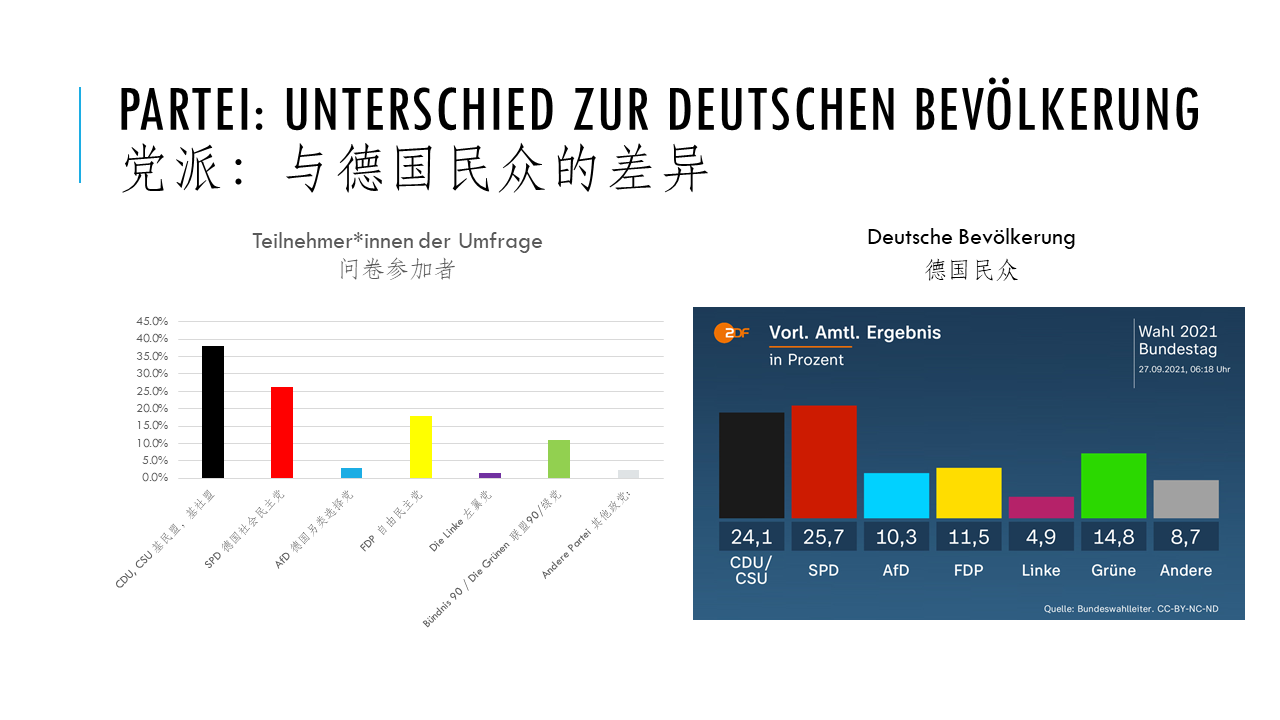 PARTEI: UNTERSCHIED ZUR DEUTSCHEN BEVÖLKERUNG
党派：与德国民众的差异
Teilnehmer*innen der Umfrage
问卷参加者
45.0%
40.0%
35.0%
30.0%
25.0%
20.0%
15.0%
10.0%
5.0%
0.0%
CDU, CSU 基民盟、基社盟
SPD 德国社会民主党
AfD 德国另类选择党
FDP 自由民主党
Die Linke 左翼党
Bündnis 90 / Die Grünen 联盟90/绿党
Andere Partei 其他政党:
Deutsche Bevölkerung
德国民众
ZDF
Vorl. Amtl. Ergebnis
in Prozent
Wahl 2021
Bundestag
27.09.2021, 06:18 Uhr
24,1 25,7 10,3 11,5 4,9 14,8 8,7
CDU/
CSU SPD AfD FDP Linke Grüne Andere
Quelle: Bundeswahlleiter. CC-BY-NC-ND